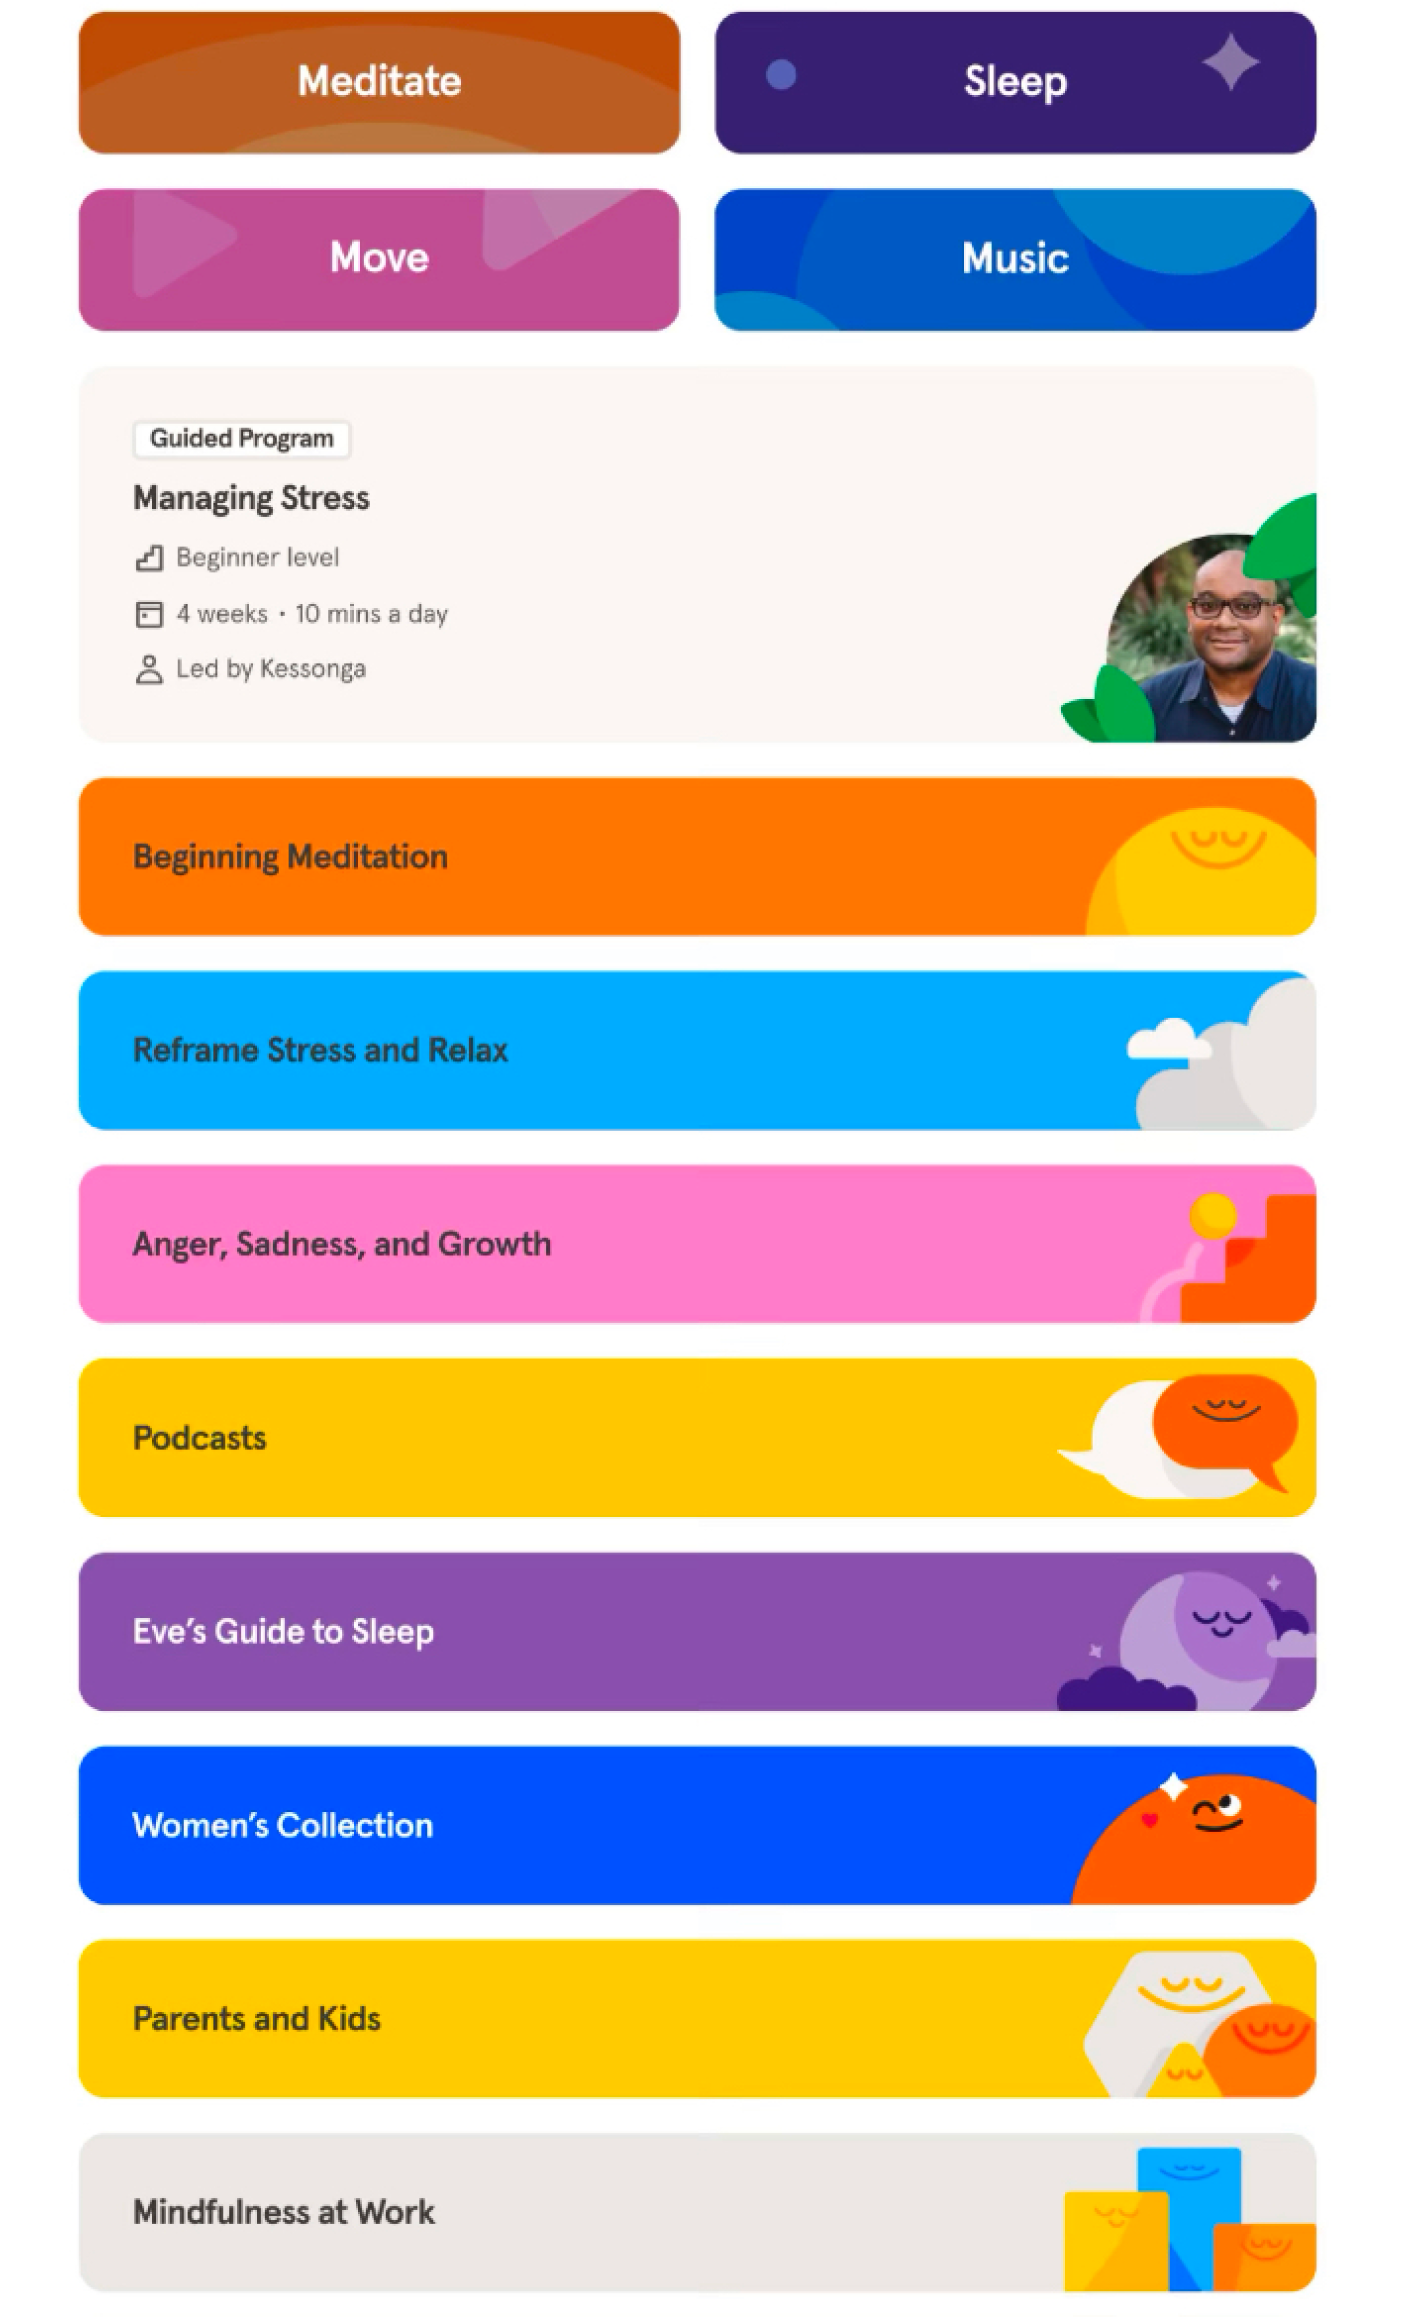 Meditate
Sleep
Move
Music
Guided Program
Managing Stress
Beginner level
4 weeks • 10 mins a day
Led by Kessonga
Beginning Meditation
Reframe Stress and Relax
Anger, Sadness, and Growth
Podcasts
Eve’s Guide to Sleep
Women’s Collection
Parents and Kids
Mindfulness at Work